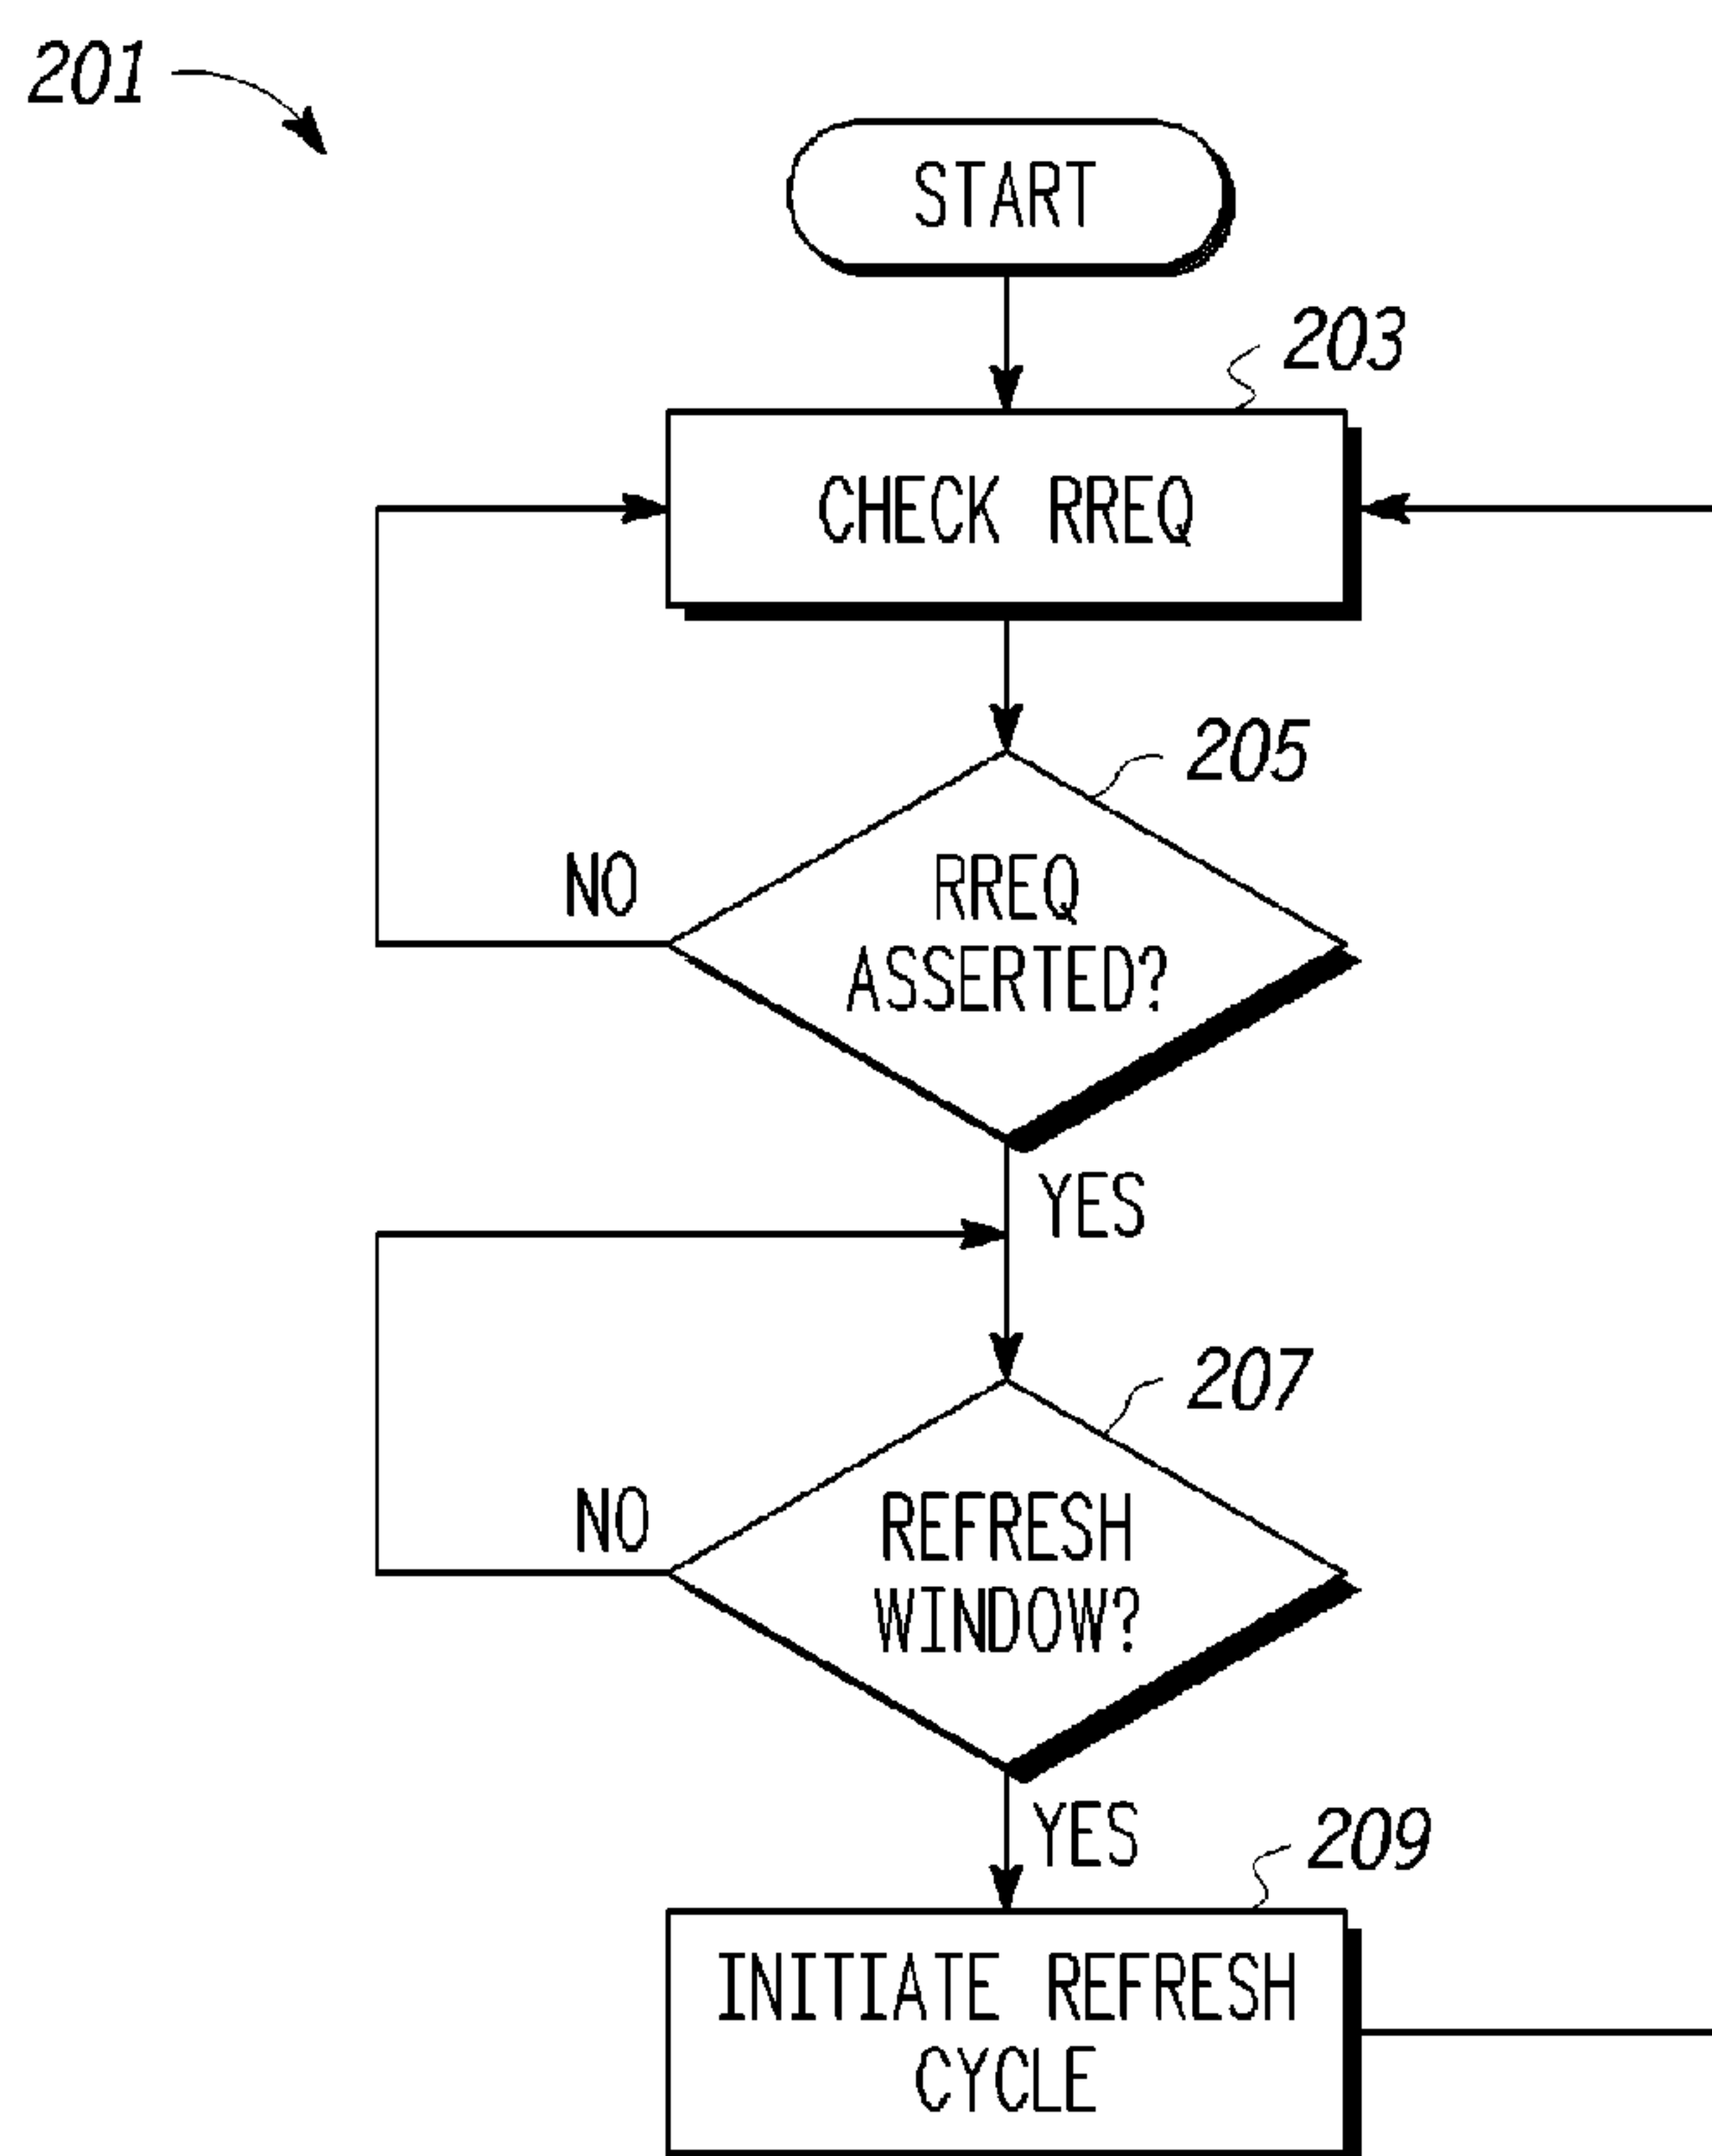 201
START
203
CHECK RREQ
205
NO
RREQ
ASSERTED?
YES
207
NO
REFRESH
WINDOW?
YES
209
INITIATE REFRESH
CYCLE